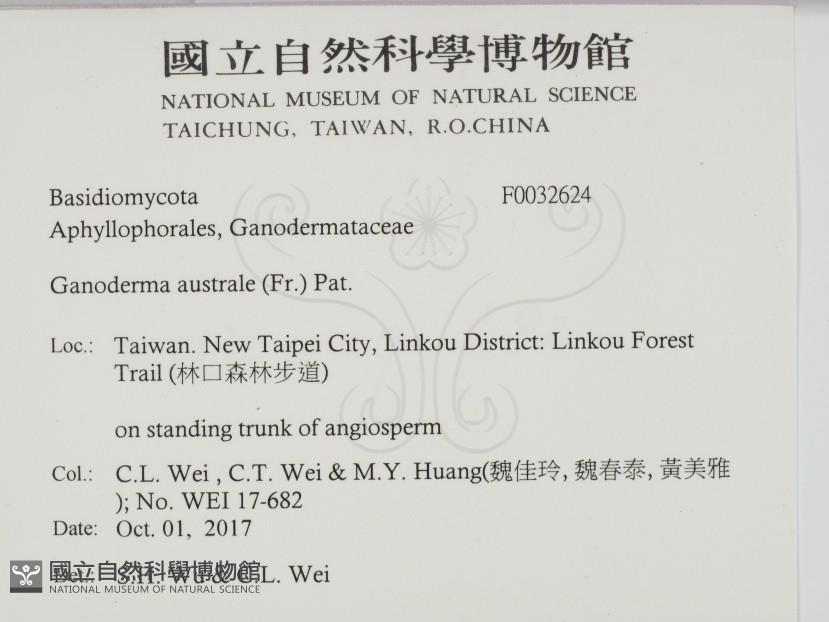 國立自然科學博物館
NATIONAL MUSEUM OF NATURAL SCIENCE
TAICHUNG, TAIWAN, R.O.CHINA
Basidiomycota F0032624
Aphyllophorales, Ganodermataceae
Ganoderma australe (Fr.) Pat.
Loc.: Taiwan. New Taipei City, Linkou District: Linkou Forest
Trail (林口森林步道)
on standing trunk of angiosperm
Col.: C.L. Wei , C.T. Wei & M.Y. Huang(魏佳玲, 魏春泰, 黃美雅
); No. WEI 17-682
Date: Oct. 01, 2017
Det.: S.H. Wu & C.L. Wei
國立自然科學博物館
NATIONAL MUSEUM OF NATURAL SCIENCE